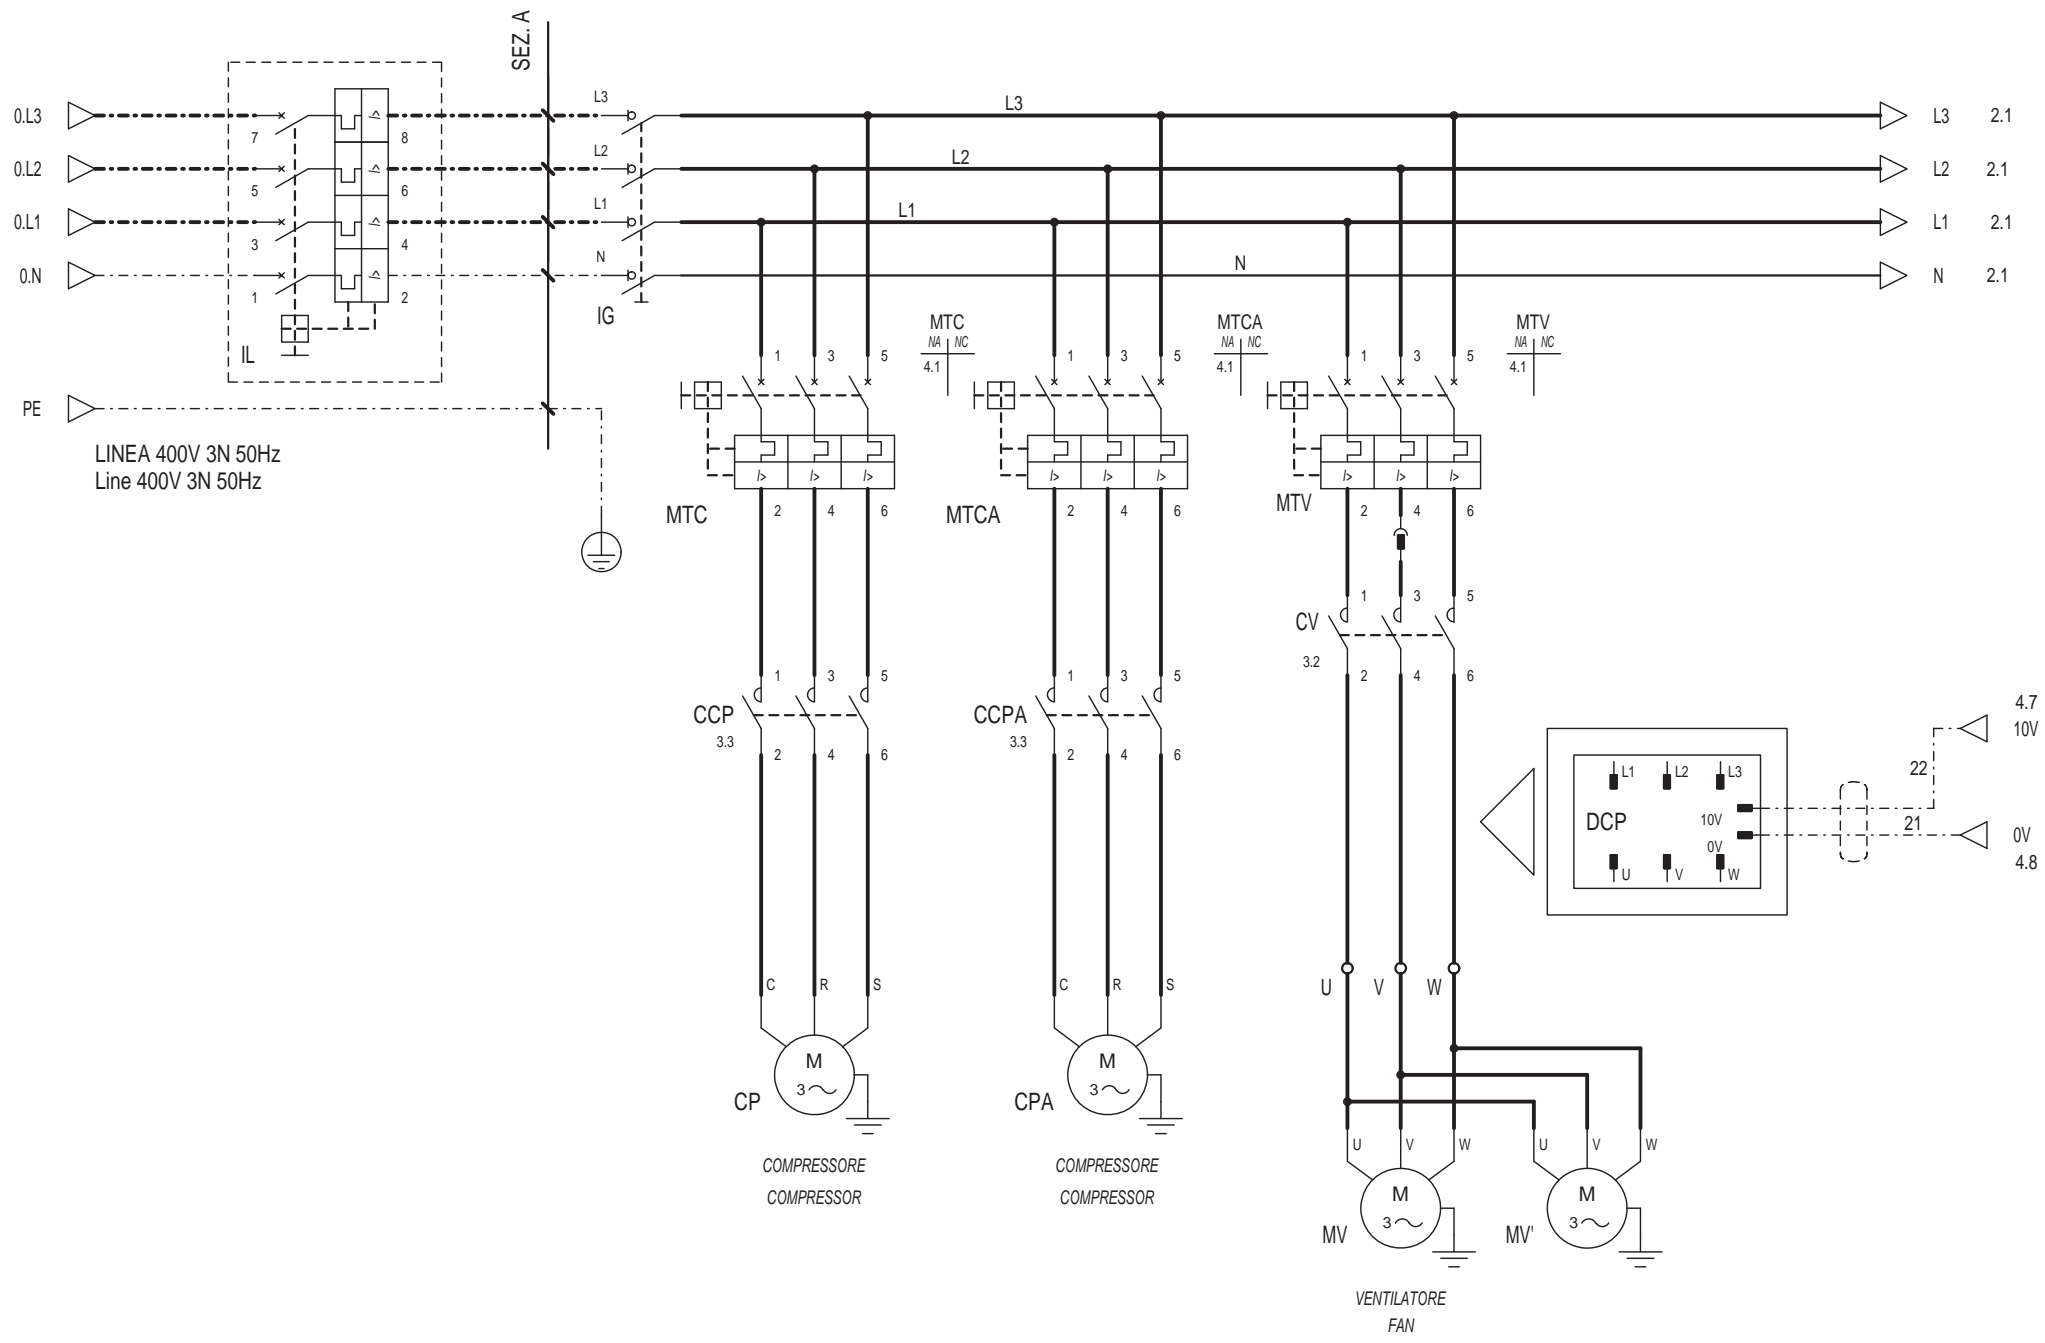 SEZ. A
0.L3
7
8
L3
L3
L3 2.1
0.L2
5
6
L2
L2
L2 2.1
0.L1
3
4
L1
L1
L1 2.1
0.N
1
2
N
N
N 2.1
IL
IG
PE
LINEA 400V 3N 50Hz
Line 400V 3N 50Hz
MTC
NA NC
4.1
MTCA
NA NC
4.1
MTV
NA NC
4.1
1 3 5
1 3 5
1 3 5
I> I> I> I>
I> I> I>
I> I> I>
I> I> I>
MTC
2 4 6
MTCA
2 4 6
MTV
2 4 6
CV
3.2
1 3 5
2 4 6
CCP
3.3
1 3 5
2 4 6
CCPA
3.3
1 3 5
2 4 6
4.7
10V
22
L1 L2 L3
DCP
10V
0V
U V W
21
0V
4.8
C R S
C R S
U V W
M
3
CP
M
3
CPA
COMPRESSORE
COMPRESSOR
COMPRESSORE
COMPRESSOR
U V W
U V W
M
3
MV
M
3
MV'
VENTILATORE
FAN